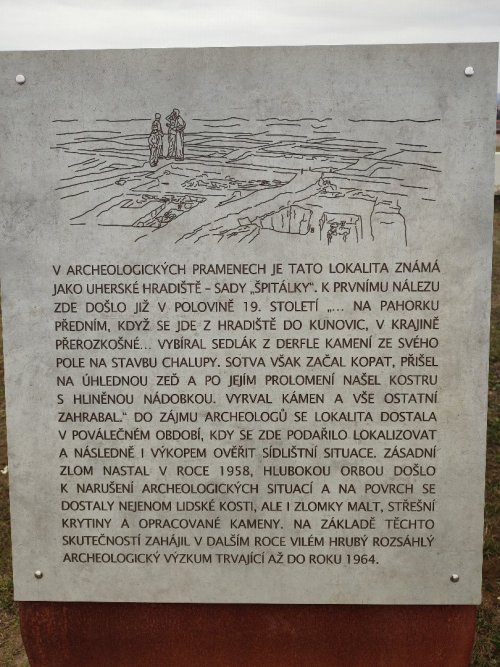 V ARCHEOLOGICKÝCH PRAMENECH JE TATO LOKALITA ZNÁMÁ
JAKO UHERSKÉ HRADIŠTĚ – SADY „ŠPITÁLKY“. K PRVNÍMU NÁLEZU
ZDE DOŠLO JIŽ V POLOVINĚ 19. STOLETÍ „... NA PAHORKU
PŘEDNÍM, KDYŽ SE JDE Z HRADIŠTĚ DO KUNOVIC, V KRAJINĚ
PŘEROZKOŠNÉ... VYBÍRAL SEDLÁK Z DERFLE KAMENÍ ZE SVÉHO
POLE NA STAVBU CHALUPY. SOTVA VŠAK ZAČAL KOPAT, PŘIŠEL
NA ÚHLEDNOU ZEĎ A PO JEJÍM PROLOMENÍ NAŠEL KOSTRU
S HLINĚNOU NÁDOBKOU. VYRVAL KÁMEN A VŠE OSTATNÍ
ZAHRABAL.“ DO ZÁJMU ARCHEOLOGŮ SE LOKALITA DOSTALA
V POVÁLEČNÉM OBDOBÍ, KDY SE ZDE PODAŘILO LOKALIZOVAT
A NÁSLEDNĚ I VÝKOPEM OVĚŘIT SÍDLIŠTNÍ SITUACE. ZÁSADNÍ
ZLOM NASTAL V ROCE 1958, HLUBOKOU ORBOU DOŠLO
K NARUŠENÍ ARCHEOLOGICKÝCH SITUACÍ A NA POVRCH SE
DOSTALY NEJENOM LIDSKÉ KOSTI, ALE I ZLOMKY MALT, STŘEŠNÍ
KRYTINY A OPRACOVANÉ KAMENY. NA ZÁKLADĚ TĚCHTO
SKUTEČNOSTÍ ZAHÁJIL V DALŠÍM ROCE VILÉM HRUBÝ ROZSÁHLÝ
ARCHEOLOGICKÝ VÝZKUM TRVAJÍCÍ AŽ DO ROKU 1964.